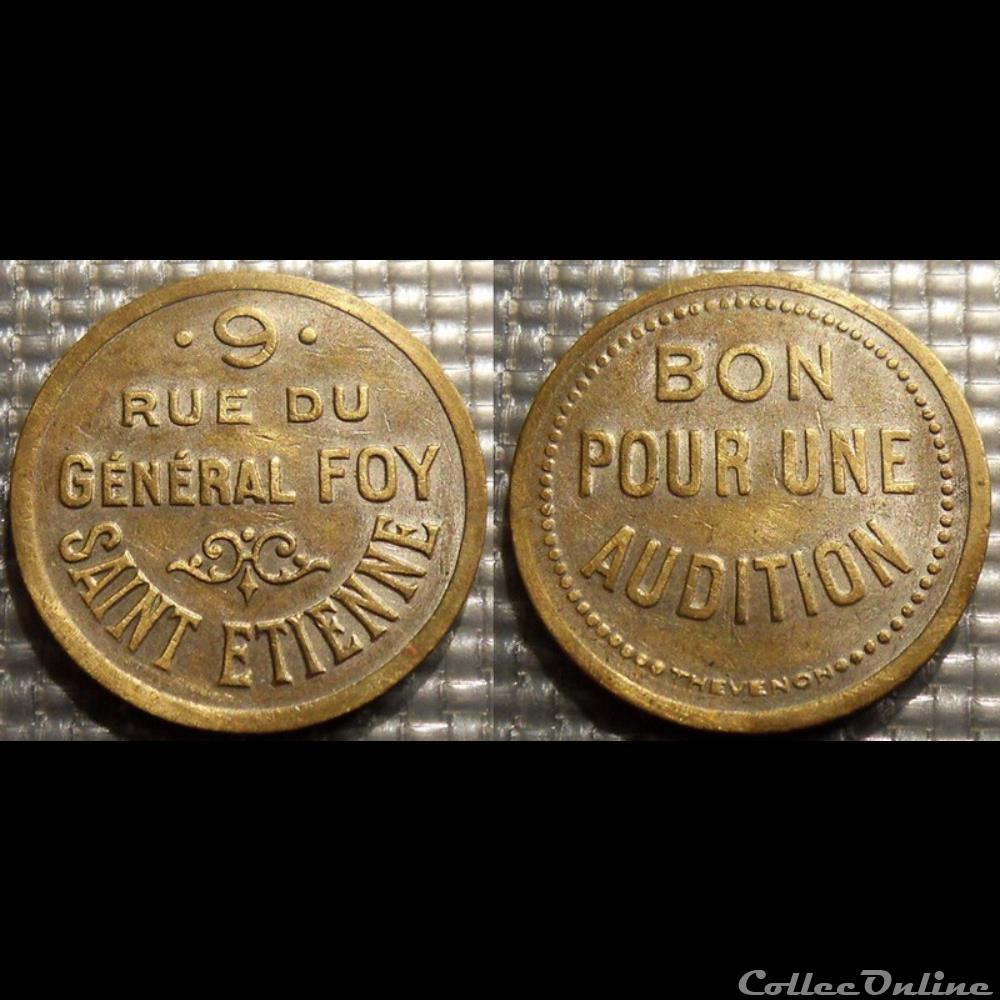 · 9 ·
RUE DU
GÉNÉRAL FOY
SAINT ETIENNE
BON
POUR UNE
AUDITION
THEVENON
CollecOnline